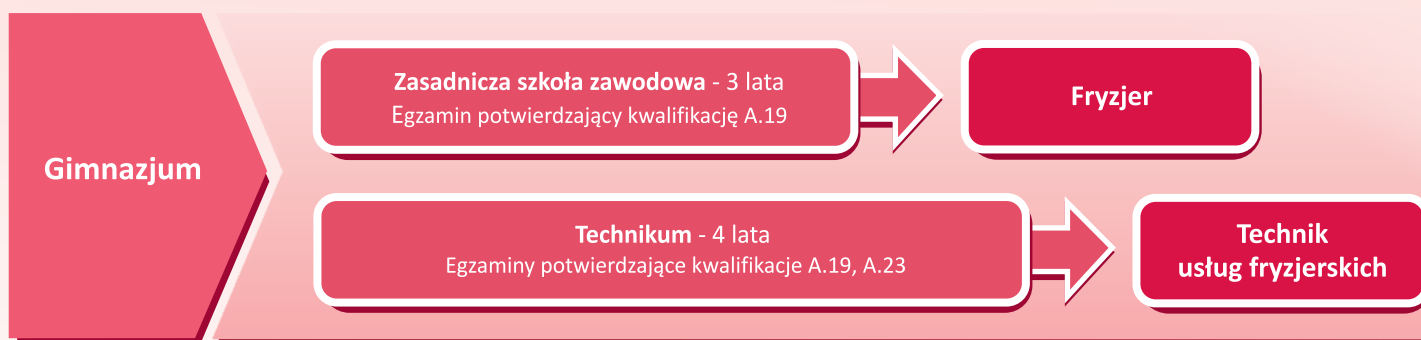 Gimnazjum
Zasadnicza szkoła zawodowa - 3 lata
Egzamin potwierdzający kwalifikację A.19
Fryzjer
Technikum - 4 lata
Egzaminy potwierdzające kwalifikacje A.19, A.23
Technik
usług fryzjerskich